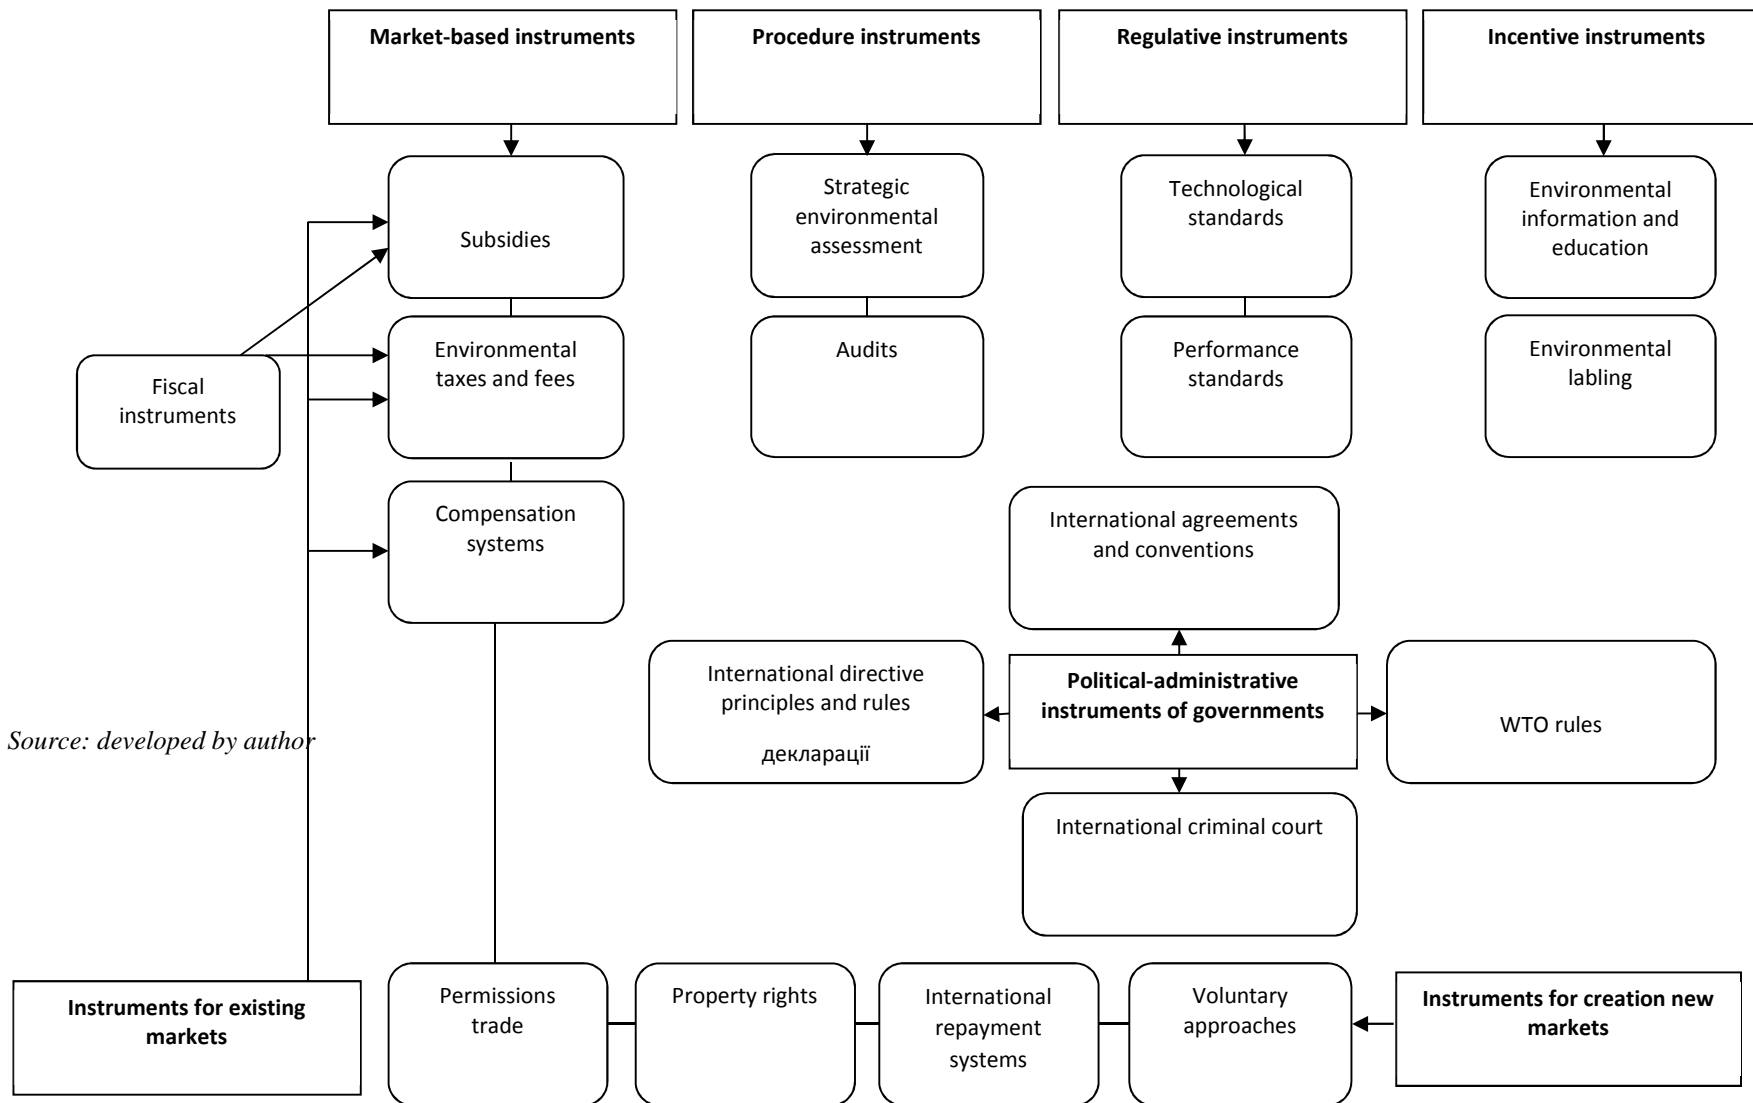 Market-based instruments
Procedure instruments
Regulative instruments
Incentive instruments
Subsidies
Strategic
environmental
assessment
Technological
standards
Environmental
information and
education
Fiscal
instruments
Environmental
taxes and fees
Audits
Performance
standards
Environmental
labling
Compensation
systems
International agreements
and conventions
International directive
principles and rules
декларації
Political-administrative
instruments of governments
WTO rules
Source: developed by author
International criminal court
Instruments for existing
markets
Permissions
trade
Property rights
International
repayment
systems
Voluntary
approaches
Instruments for creation new
markets